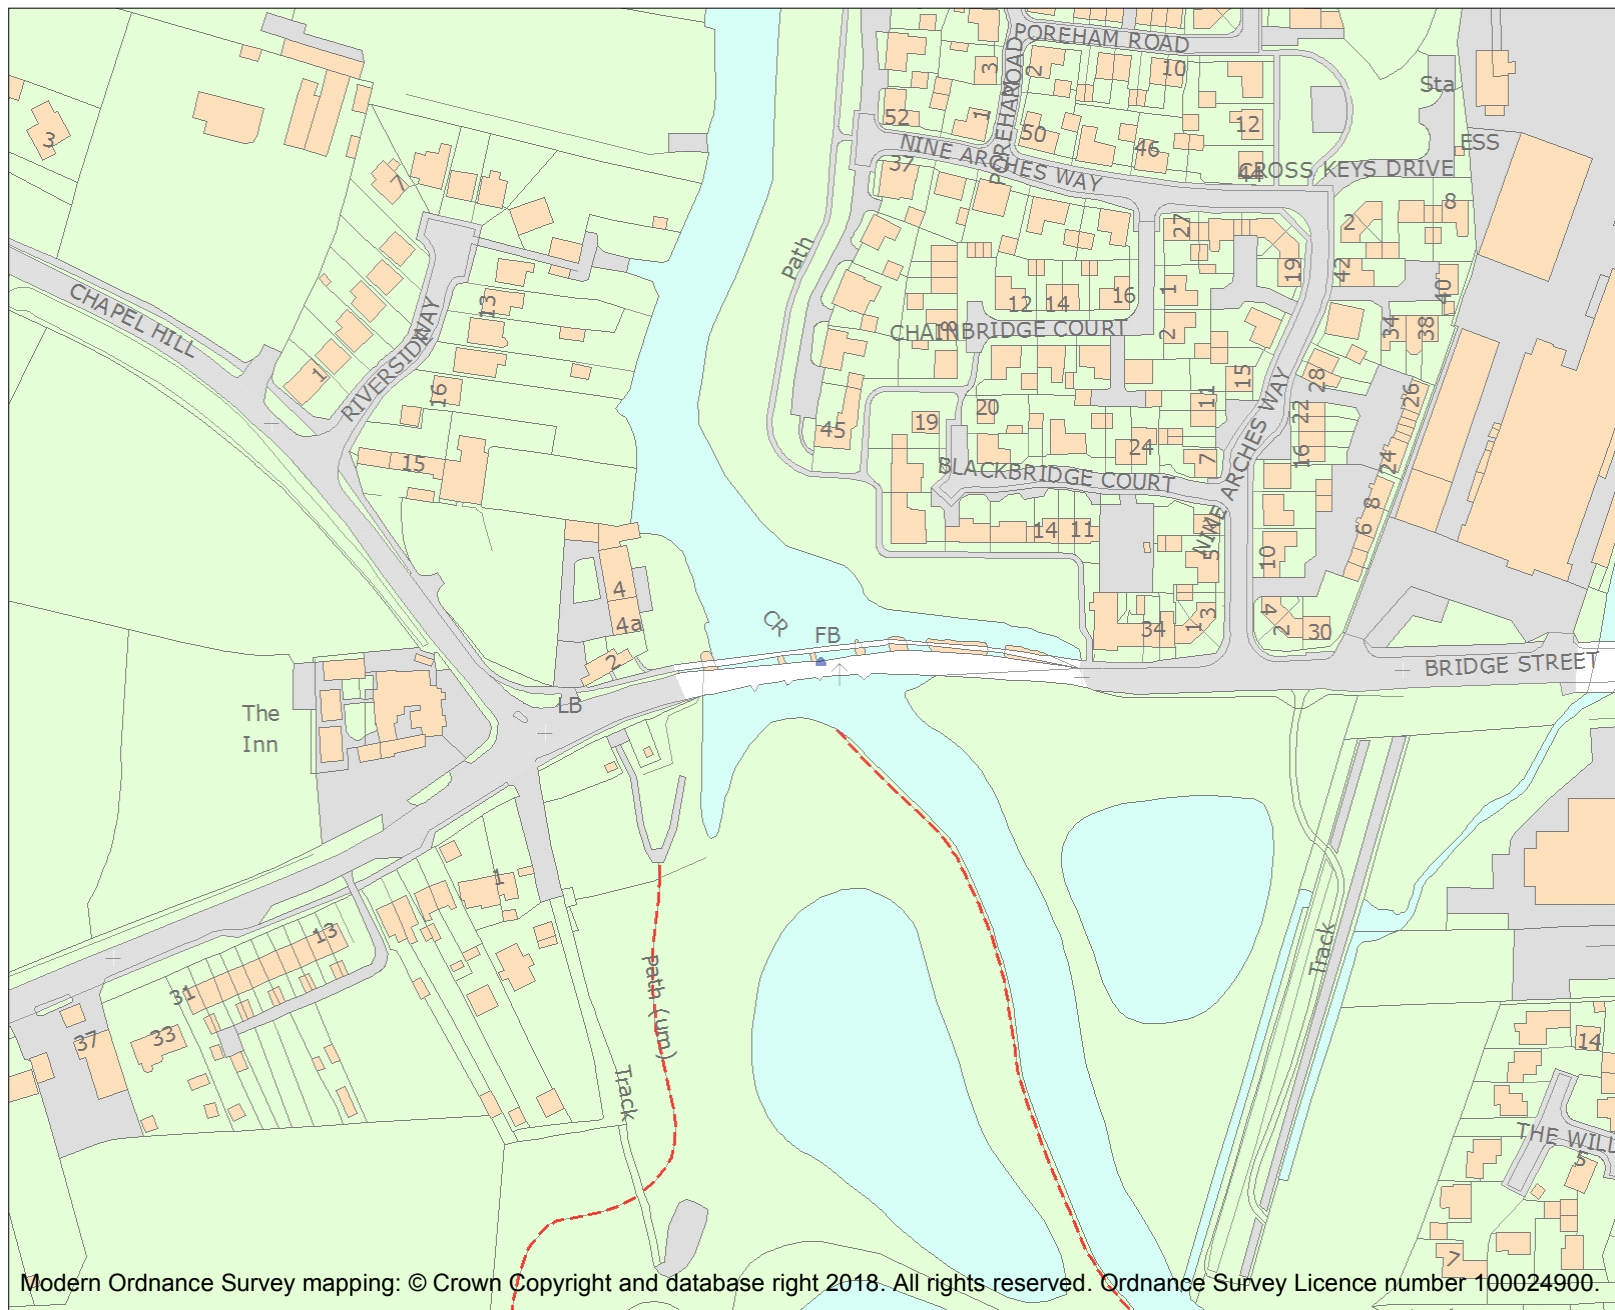 POREHAM ROAD
3
2
10
Sta
52
1
POREHAM ROAD
50
46
12
ESS
3
NINE ARCHES WAY
44
CROSS KEYS DRIVE
37
7
27
2
8
Path
19
42
40
13
12
14
16
1
CHAPEL HILL
RIVERSIDE WAY
8
CHAINBRIDGE COURT
2
34
38
1
16
15
28
26
20
11
22
19
45
24
16
7
24
15
BLACKBRIDGE COURT
NINE ARCHES WAY
8
14
11
6
5
10
4
4a
CR
FB
34
1
3
4
2
30
2
BRIDGE STREET
LB
The
Inn
1
13
31
Track
path (um)
37
33
14
Track
THE WILL
5
7
Modern Ordnance Survey mapping: © Crown Copyright and database right 2018. All rights reserved. Ordnance Survey Licence number 100024900.